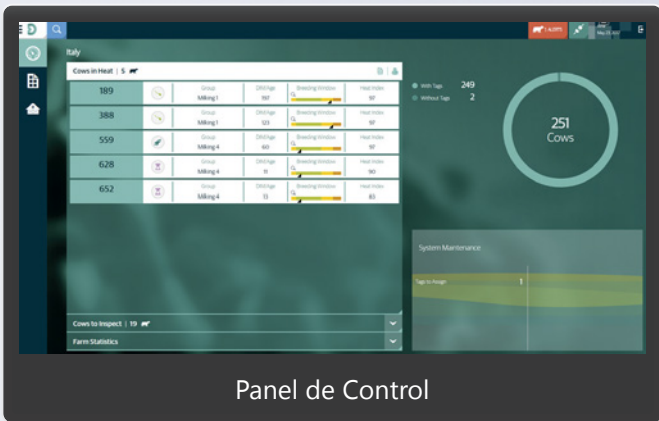 1 ALERTS
Italy
Cows in Heat | 5
189 Group Milking 1 DIM/Age 197 Breeding Window Heat Index 97
388 Group Milking 1 DIM/Age 123 Breeding Window Heat Index 97
559 Group Milking 4 DIM/Age 60 Breeding Window Heat Index 97
628 Group Milking 4 DIM/Age 11 Breeding Window Heat Index 90
652 Group Milking 4 DIM/Age 13 Breeding Window Heat Index 83
With Tags 249
Without Tags 2
251
Cows
System Maintenance
Tags to Assign 1
Cows to Inspect | 19
Farm Statistics
Panel de Control